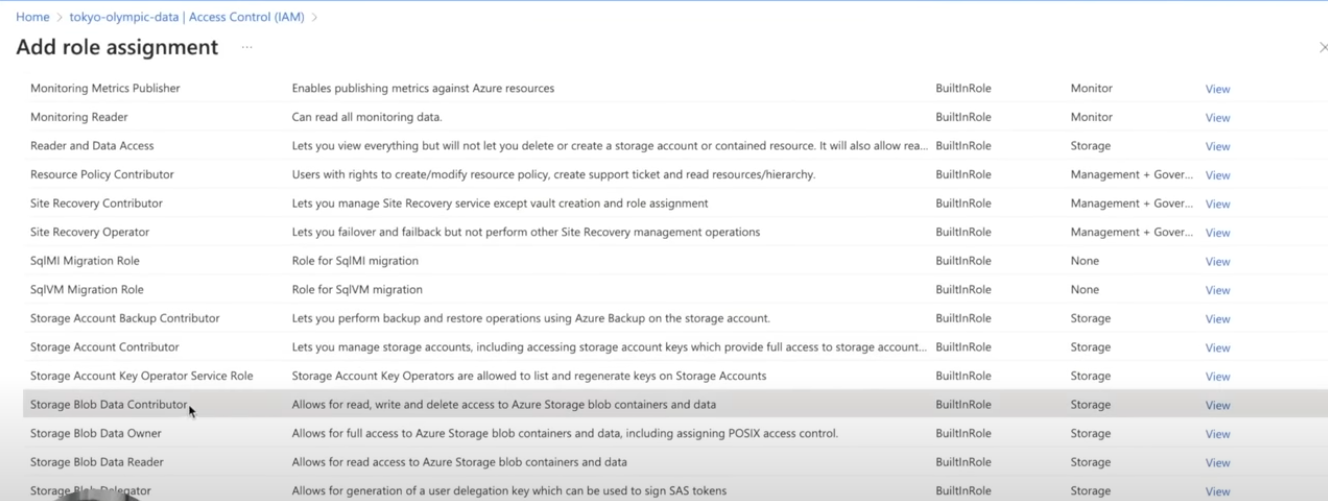 Home > tokyo-olympic-data | Access Control (IAM) >
Add role assignment ...
Monitoring Metrics Publisher Enables publishing metrics against Azure resources BuiltInRole Monitor View
Monitoring Reader Can read all monitoring data. BuiltInRole Monitor View
Reader and Data Access Lets you view everything but will not let you delete or create a storage account or contained resource. It will also allow rea... BuiltInRole Storage View
Resource Policy Contributor Users with rights to create/modify resource policy, create support ticket and read resources/hierarchy. BuiltInRole Management + Gover... View
Site Recovery Contributor Lets you manage Site Recovery service except vault creation and role assignment BuiltInRole Management + Gover... View
Site Recovery Operator Lets you failover and failback but not perform other Site Recovery management operations BuiltInRole Management + Gover... View
SqlMI Migration Role Role for SqlMI migration BuiltInRole None View
SqlVM Migration Role Role for SqlVM migration BuiltInRole None View
Storage Account Backup Contributor Lets you perform backup and restore operations using Azure Backup on the storage account. BuiltInRole Storage View
Storage Account Contributor Lets you manage storage accounts, including accessing storage account keys which provide full access to storage account... BuiltInRole Storage View
Storage Account Key Operator Service Role Storage Account Key Operators are allowed to list and regenerate keys on Storage Accounts BuiltInRole Storage View
Storage Blob Data Contributor Allows for read, write and delete access to Azure Storage blob containers and data BuiltInRole Storage View
Storage Blob Data Owner Allows for full access to Azure Storage blob containers and data, including assigning POSIX access control. BuiltInRole Storage View
Storage Blob Data Reader Allows for read access to Azure Storage blob containers and data BuiltInRole Storage View
Storage Blob Delegator Allows for generation of a user delegation key which can be used to sign SAS tokens BuiltInRole Storage View